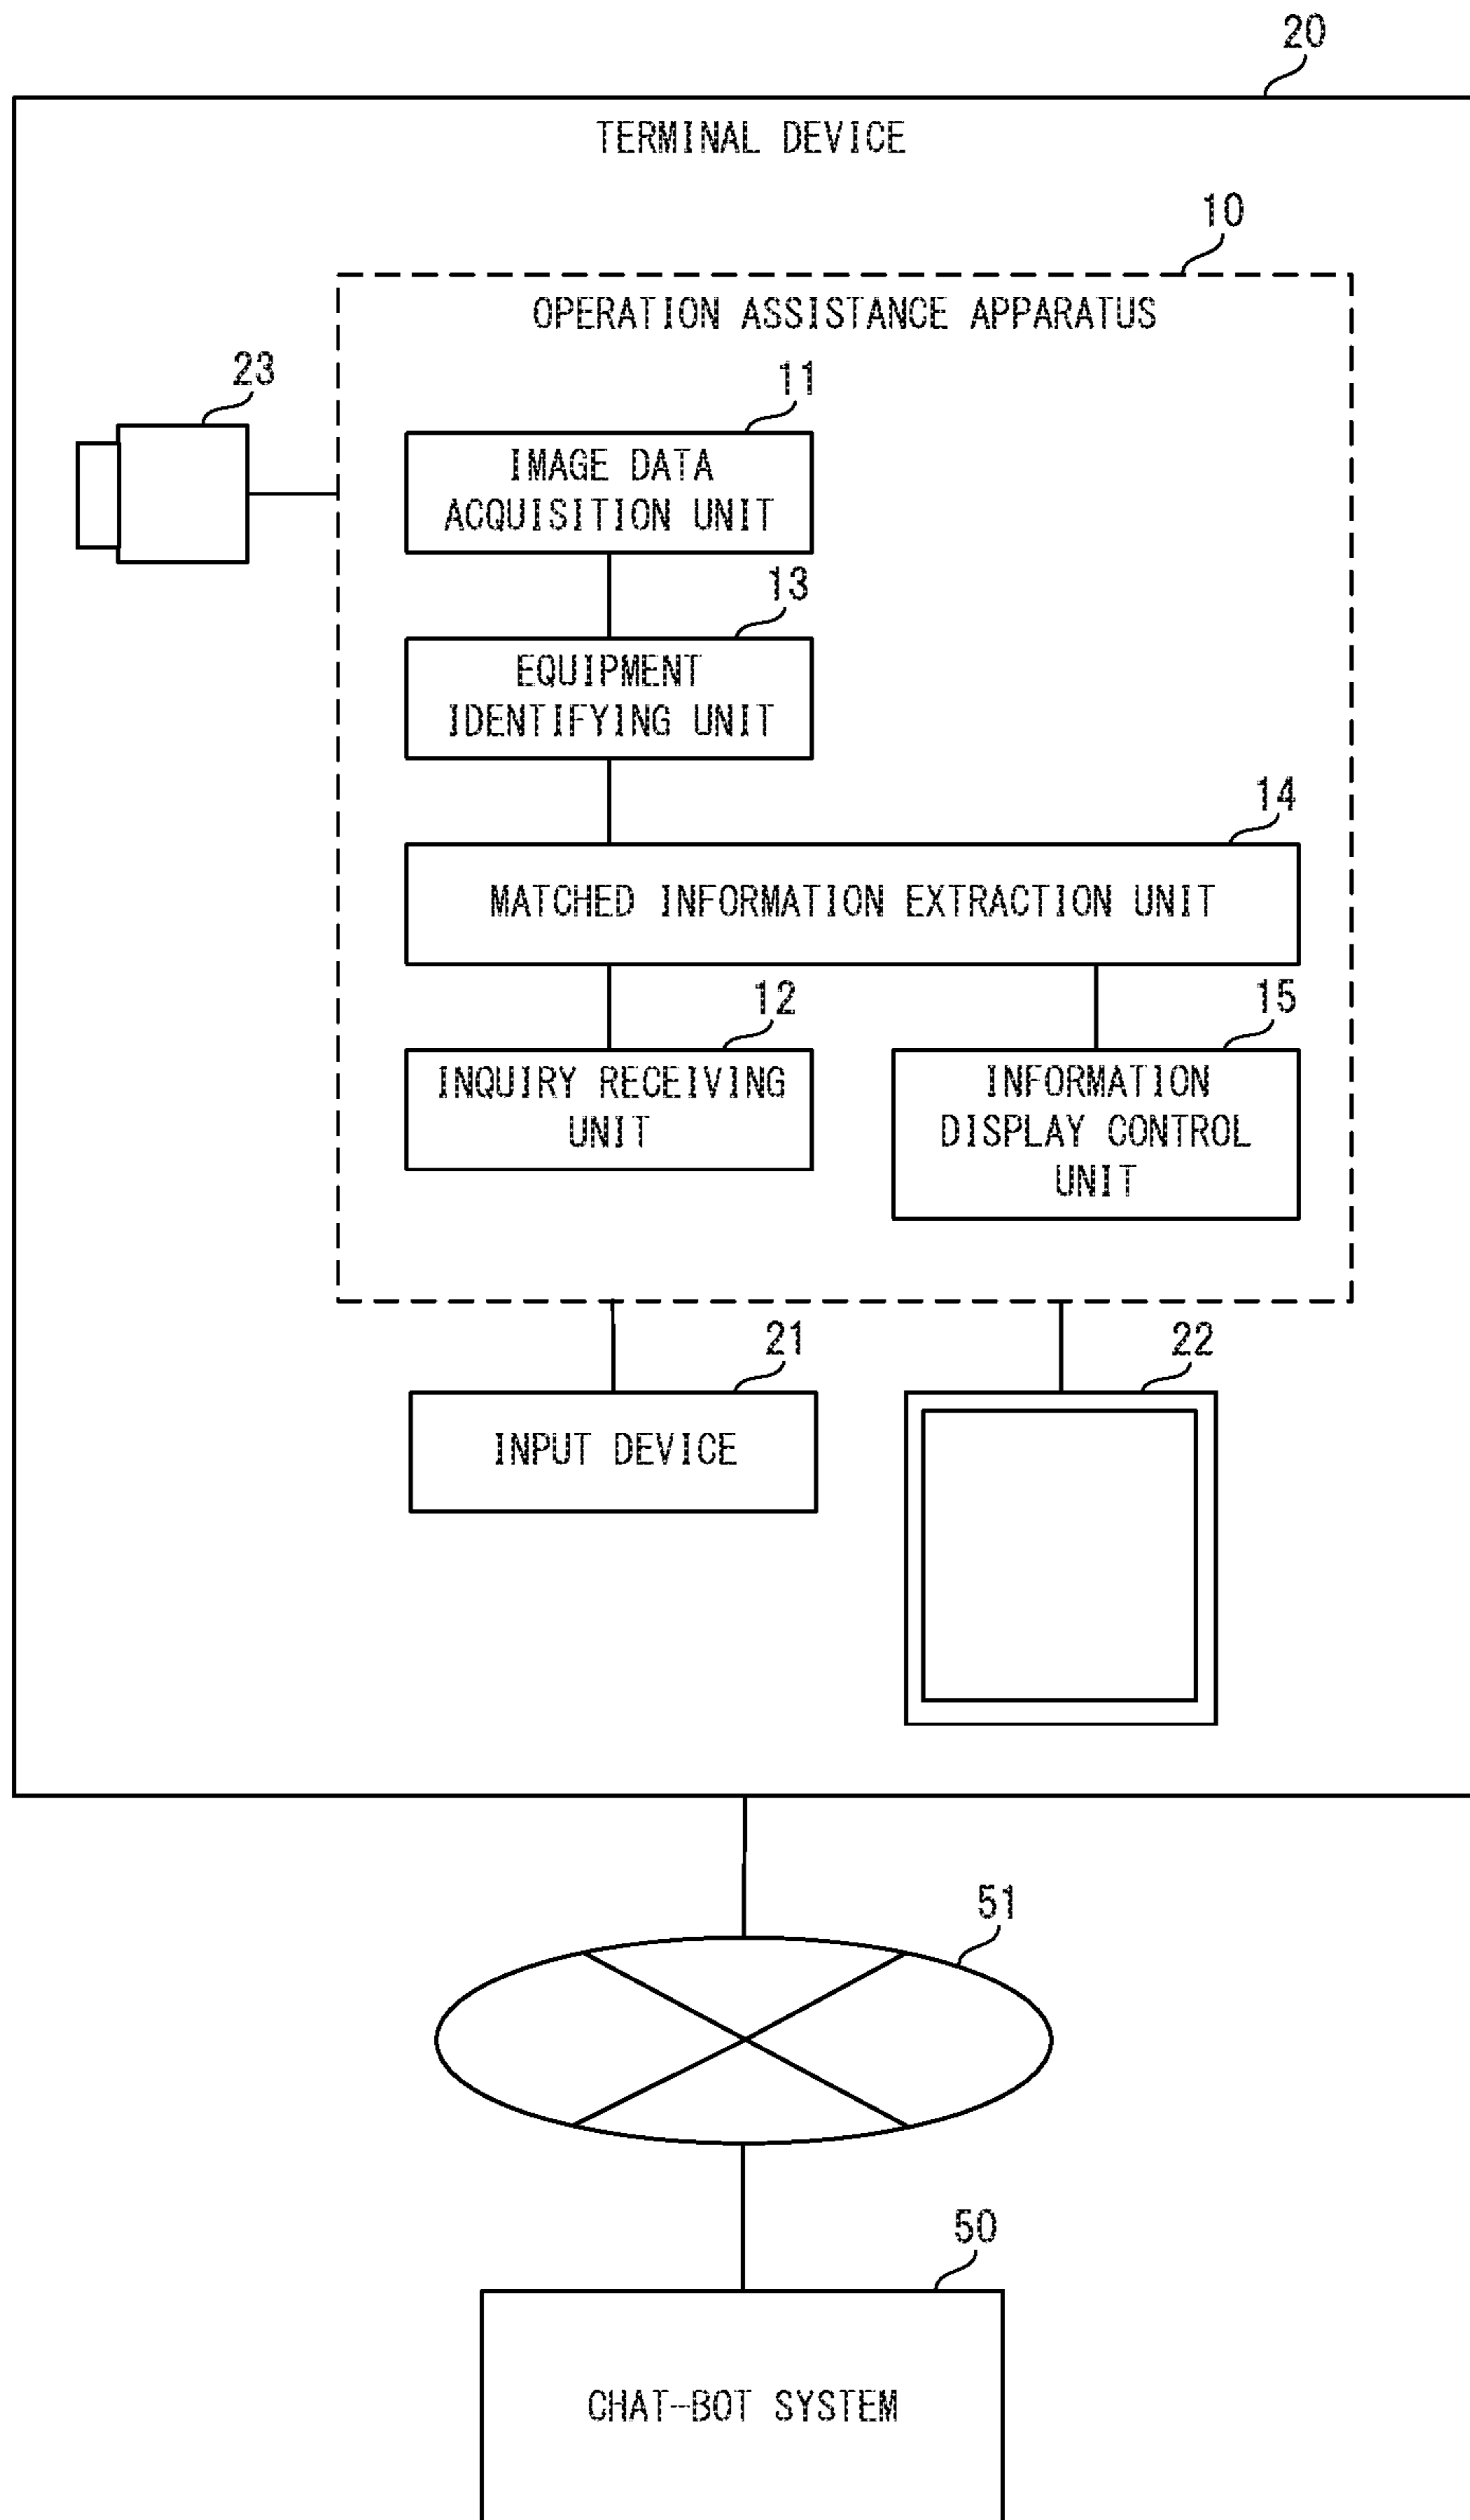 20
TERMINAL DEVICE
10
OPERATION ASSISTANCE APPARATUS
23
11
IMAGE DATA
ACQUISITION UNIT
13
EQUIPMENT
IDENTIFYING UNIT
14
MATCHED INFORMATION EXTRACTION UNIT
12
15
INQUIRY RECEIVING
UNIT
INFORMATION
DISPLAY CONTROL
UNIT
21
22
INPUT DEVICE
51
50
CHAT-BOT SYSTEM